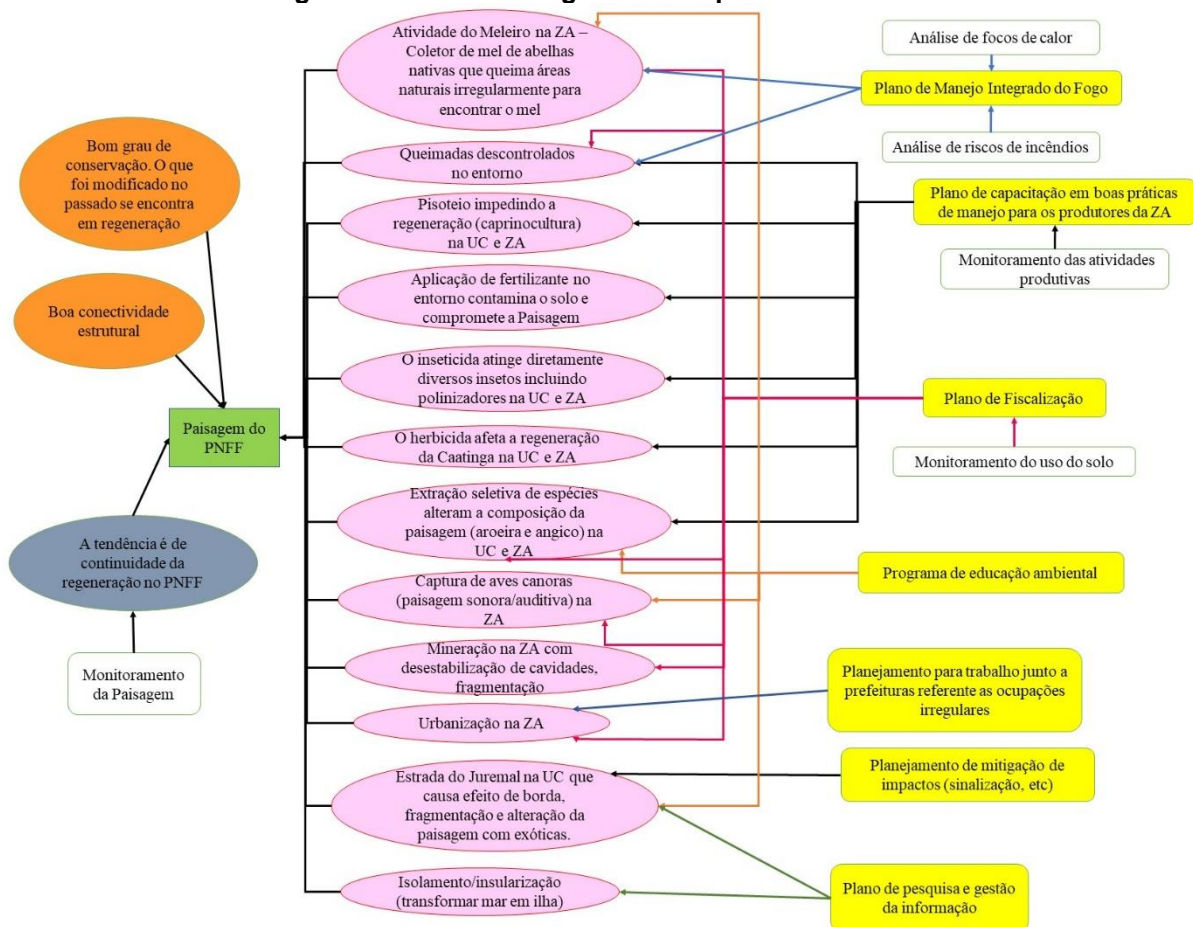 Atividade do Meleiro na ZA –
Coletor de mel de abelhas
nativas que queima áreas
naturais irregularmente para
encontrar o mel
Queimadas descontrolados
no entorno
Pisoteio impedindo a
regeneração (caprinocultura)
na UC e ZA
Aplicação de fertilizante no
entorno contamina o solo e
compromete a Paisagem
O inseticida atinge diretamente
diversos insetos incluindo
polinizadores na UC e ZA
O herbicida afeta a regeneração
da Caatinga na UC e ZA
Extração seletiva de espécies
alteram a composição da
paisagem (aroeira e angico) na
UC e ZA
Captura de aves canoras
(paisagem sonora/auditiva) na
ZA
Mineração na ZA com
desestabilização de cavidades,
fragmentação
Urbanização na ZA
Estrada do Juremal na UC que
causa efeito de borda,
fragmentação e alteração da
paisagem com exóticas.
Isolamento/insularização
(transformar mar em ilha)
Bom grau de
conservação. O que
foi modificado no
passado se encontra
em regeneração
Boa conectividade
estrutural
Paisagem do
PNFF
A tendência é de
continuidade da
regeneração no PNFF
Monitoramento
da Paisagem
Análise de focos de calor
Plano de Manejo Integrado do Fogo
Análise de riscos de incêndios
Plano de capacitação em boas práticas
de manejo para os produtores da ZA
Monitoramento das atividades
produtivas
Plano de Fiscalização
Monitoramento do uso do solo
Programa de educação ambiental
Planejamento para trabalho junto a
prefeituras referente as ocupações
irregulares
Planejamento de mitigação de
impactos (sinalização, etc)
Plano de pesquisa e gestão
da informação